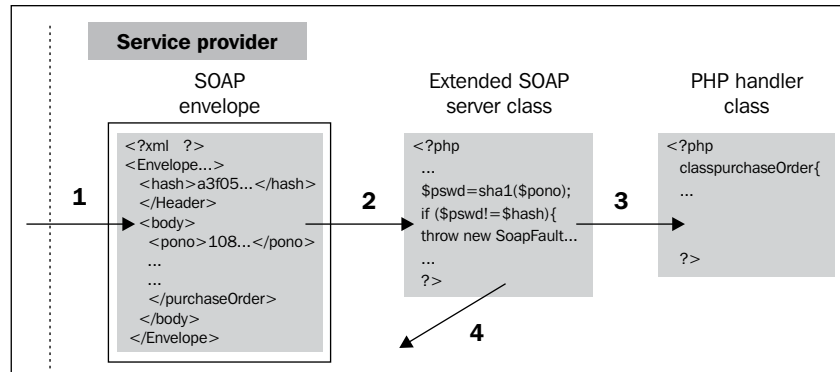 Service provider
SOAP
envelope
<?xml ?>
<Envelope...>
<hash>a3f05...</hash>
</Header>
<body>
<pono>108...</pono>
...
...
</purchaseOrder>
</body>
</Envelope>
Extended SOAP
server class
<?php
...
$pswd=sha1($pono);
if ($pswd!=$hash){
throw new SoapFault...
...
?>
PHP handler
class
<?php
classpurchaseOrder{
...
?>
1
2
3
4